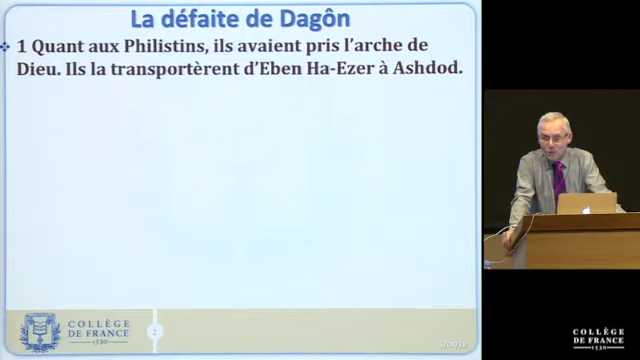 La défaite de Dagôn
1 Quant aux Philistins, ils avaient pris l'arche de
Dieu. Ils la transportèrent d'Eben Ha-Ezer à Ashdod.
COLLÈGE
DE FRANCE
1530
2
COLLÈGE
DE FRANCE
1530